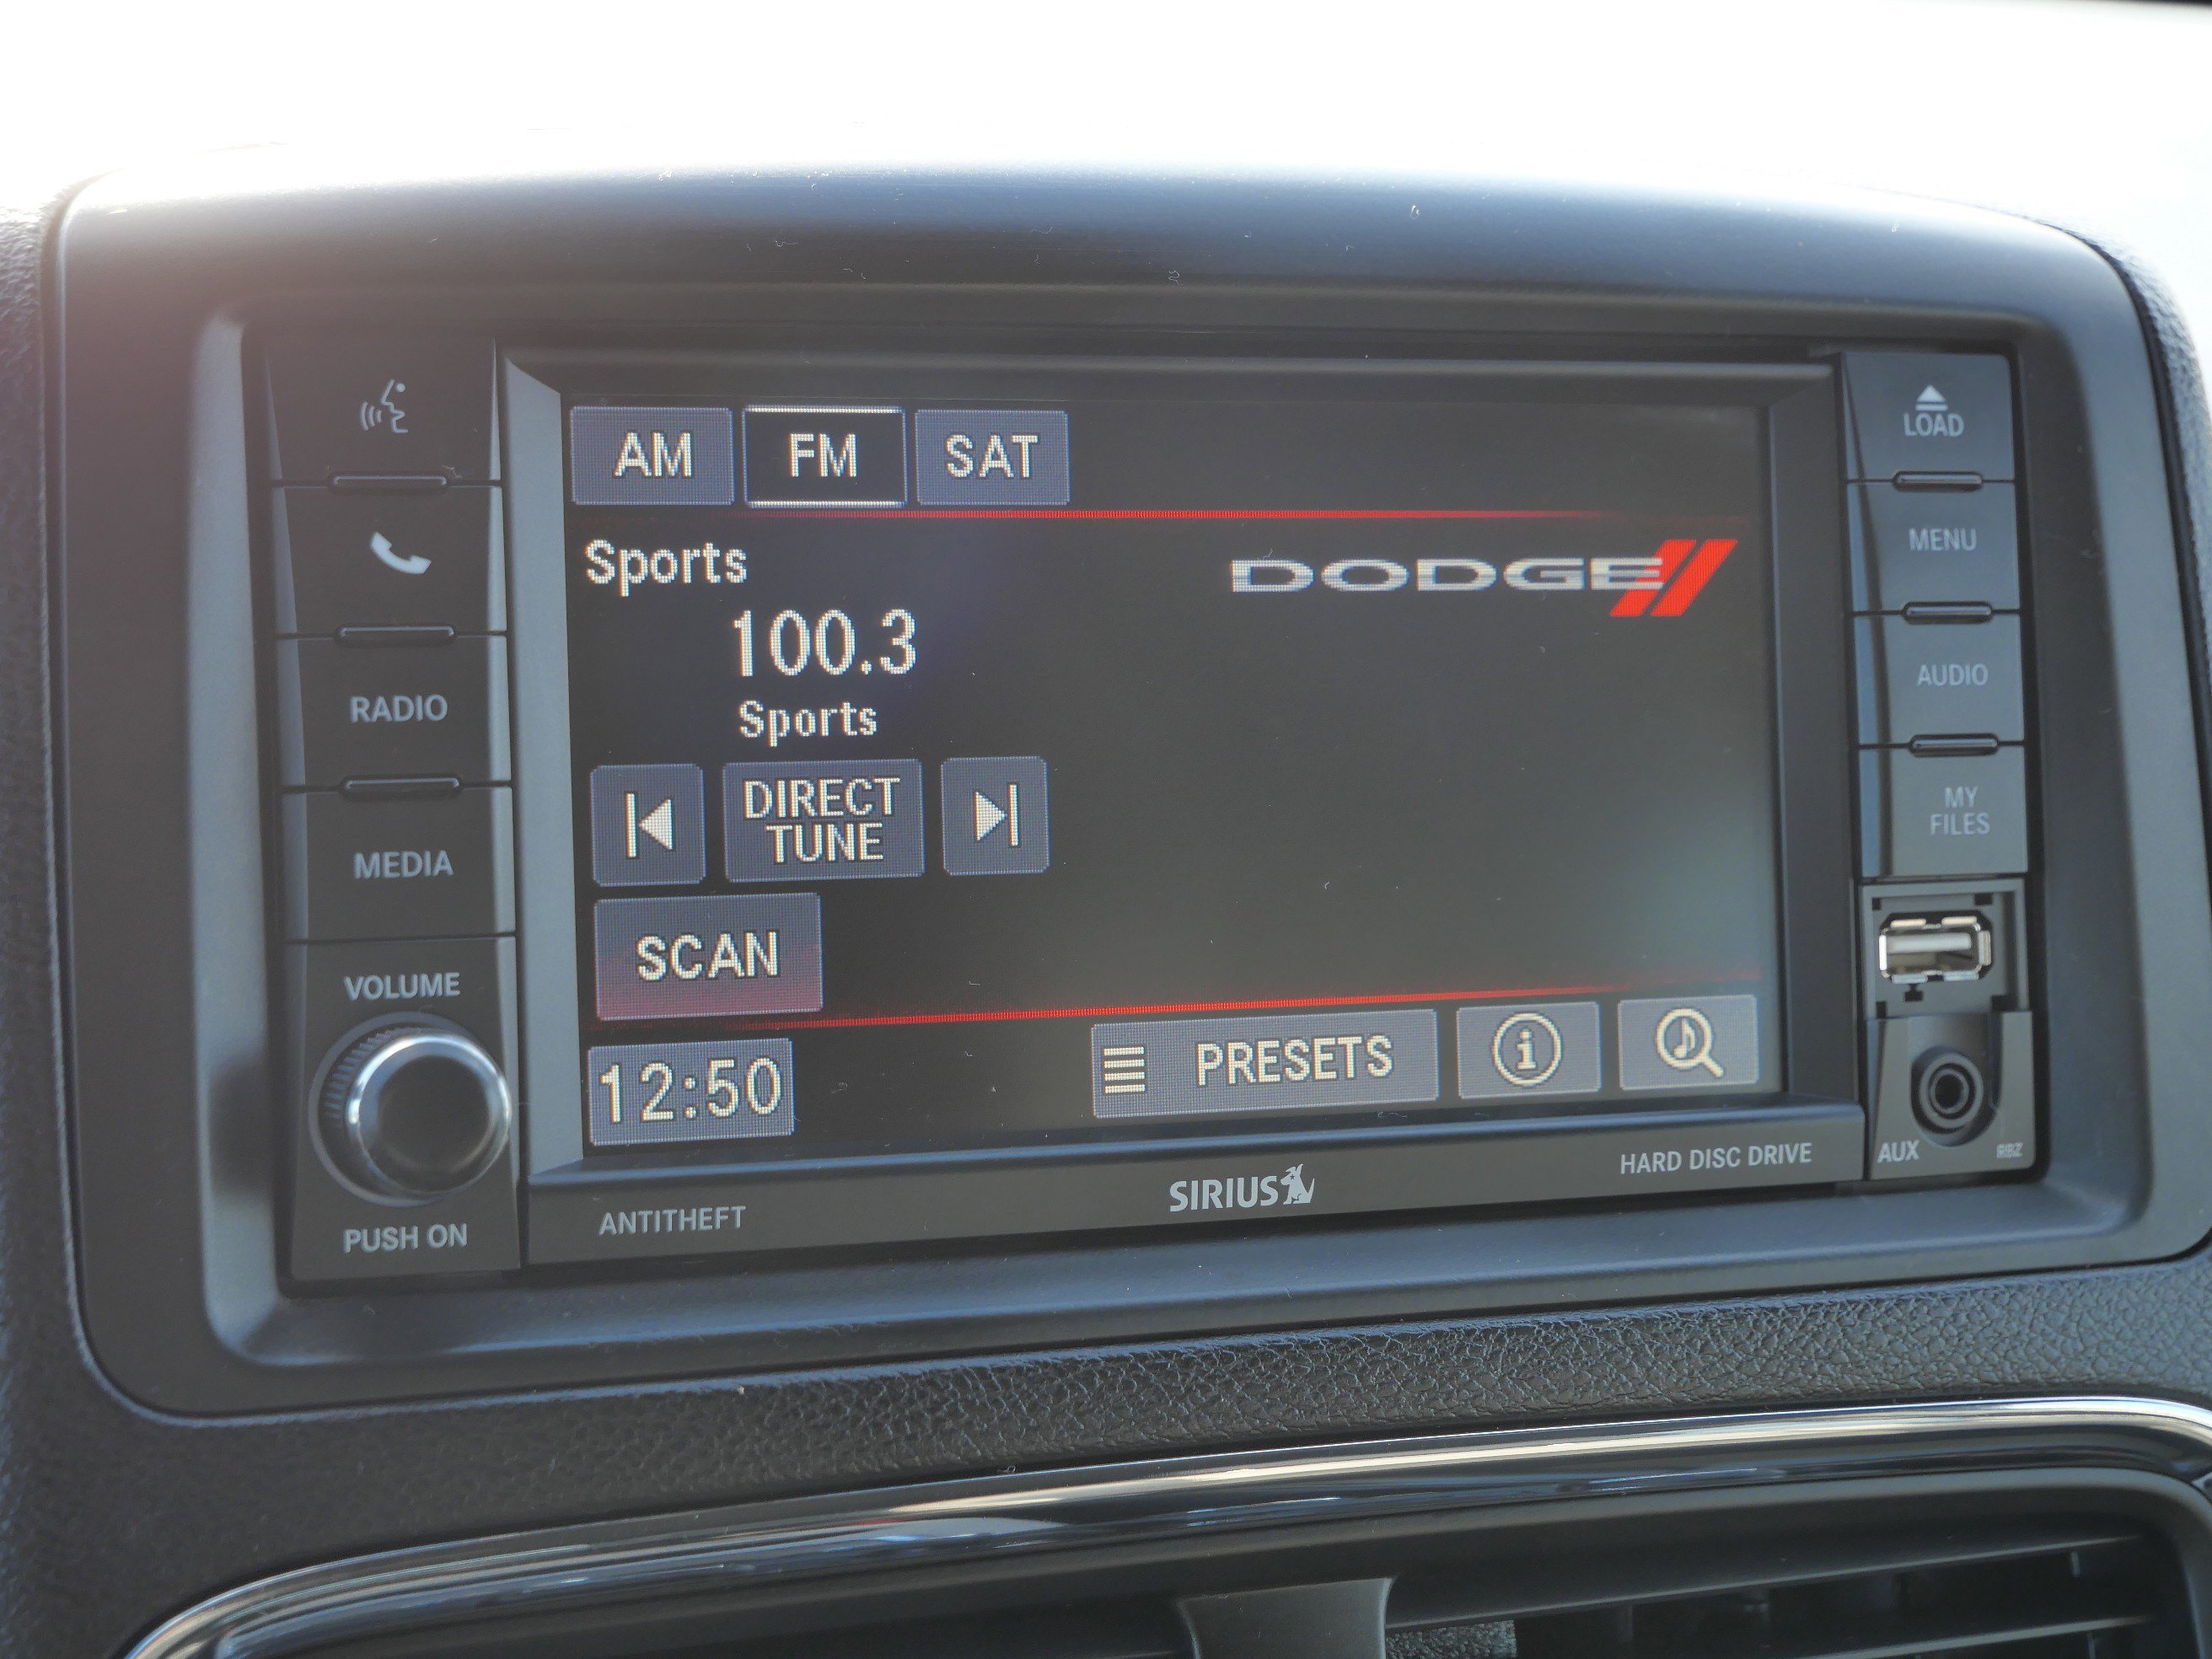 AM FM SAT
Sports
DODGE
100.3
Sports
DIRECT
TUNE
SCAN
12:50
PRESETS
i
RADIO
MEDIA
VOLUME
PUSH ON
LOAD
MENU
AUDIO
MY
FILES
AUX RBZ
ANTITHEFT
SIRIUS
HARD DISC DRIVE